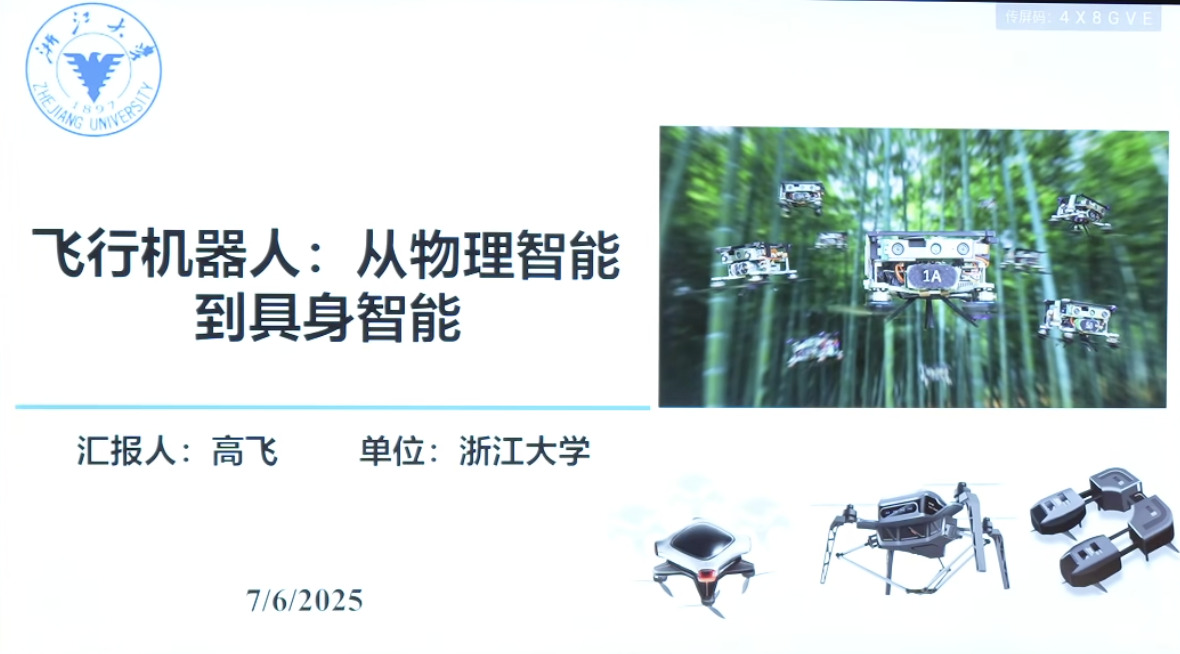 传屏码：4X8GVE
浙江大学
ZHEJIANG UNIVERSITY
1897
1A
飞行机器人：从物理智能
到具身智能
汇报人：高飞 单位：浙江大学
7/6/2025